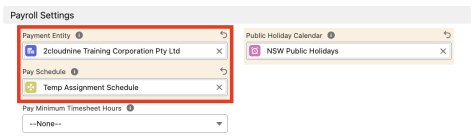 Payroll Settings
Payment Entity
Public Holiday Calendar
2cloudnine Training Corporation Pty Ltd
NSW Public Holidays
Pay Schedule
Temp Assignment Schedule
Pay Minimum Timesheet Hours
--None--